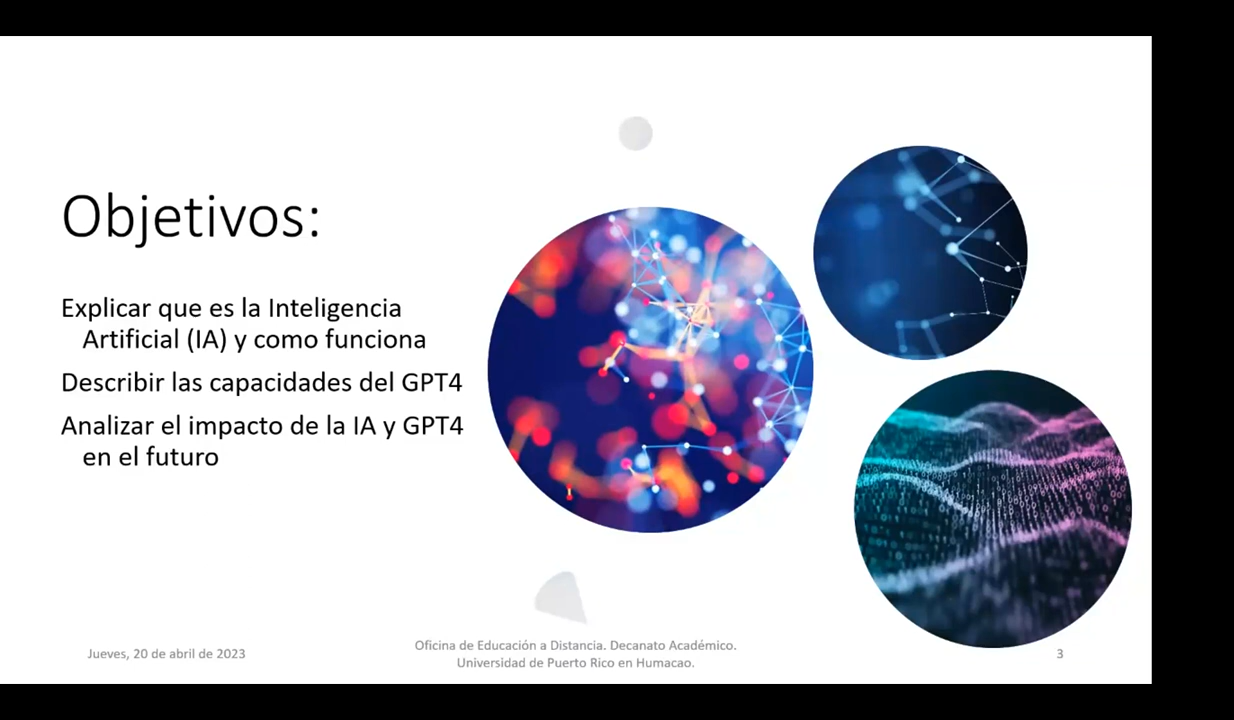 Objetivos:
Explicar que es la Inteligencia
Artificial (IA) y como funciona
Describir las capacidades del GPT4
Analizar el impacto de la IA y GPT4
en el futuro
Jueves, 20 de abril de 2023
Oficina de Educación a Distancia. Decanato Académico.
Universidad de Puerto Rico en Humacao.
3